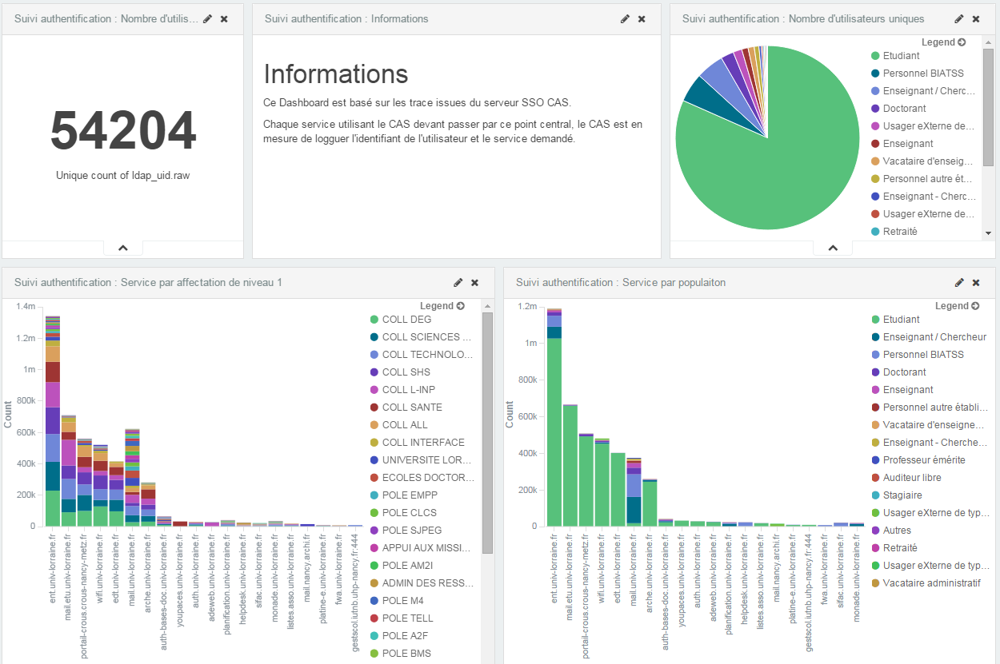 Suivi authentification : Nombre d'utilis...
54204
Unique count of ldap_uid.raw
Suivi authentification : Informations
Informations
Ce Dashboard est basé sur les trace issues du serveur SSO CAS.
Chaque service utilisant le CAS devant passer par ce point central, le CAS est en
mesure de logguer l'identifiant de l'utilisateur et le service demandé.
Suivi authentification : Nombre d'utilisateurs uniques
Legend
Etudiant
Personnel BIATSS
Enseignant / Cherc...
Doctorant
Usager eXterne de...
Enseignant
Vacataire d'enseig...
Personnel autre ét...
Enseignant - Cherc...
Usager eXterne de...
Retraité
Suivi authentification : Service par affectation de niveau 1
Count
1.4m
1.2m
1m
800k
600k
400k
200k
0
ent.univ-lorraine.fr
mail.etu.univ-lorraine.fr
portail-crous.crous-nancy-metz.fr
wifi.univ-lorraine.fr
edt.univ-lorraine.fr
mail.univ-lorraine.fr
arche.univ-lorraine.fr
auth-bases-doc.univ-lorraine.fr
youpaces.univ-lorraine.fr
auth.univ-lorraine.fr
adeweb.univ-lorraine.fr
planification.univ-lorraine.fr
helpdesk.univ-lorraine.fr
sifac.univ-lorraine.fr
monade.univ-lorraine.fr
listes.asso.univ-lorraine.fr
mail.nancy.archi.fr
platine-e.univ-lorraine.fr
fwa.univ-lorraine.fr
gestscol.iutnb.uhp-nancy.fr:444
Legend
COLL DEG
COLL SCIENCES ...
COLL TECHNOLO...
COLL SHS
COLL L-INP
COLL SANTE
COLL ALL
COLL INTERFACE
UNIVERSITE LOR...
ECOLES DOCTOR...
POLE EMPP
POLE CLCS
POLE SJPEG
APPUI AUX MISSI...
POLE AM2I
ADMIN DES RESS...
POLE M4
POLE TELL
POLE A2F
POLE BMS
Suivi authentification : Service par populaiton
Count
1.2m
1m
800k
600k
400k
200k
0
ent.univ-lorraine.fr
mail.etu.univ-lorraine.fr
portail-crous.crous-nancy-metz.fr
wifi.univ-lorraine.fr
edt.univ-lorraine.fr
mail.univ-lorraine.fr
arche.univ-lorraine.fr
auth-bases-doc.univ-lorraine.fr
youpaces.univ-lorraine.fr
auth.univ-lorraine.fr
adeweb.univ-lorraine.fr
planification.univ-lorraine.fr
helpdesk.univ-lorraine.fr
listes.asso.univ-lorraine.fr
mail.nancy.archi.fr
platine-e.univ-lorraine.fr
gestscol.iutnb.uhp-nancy.fr:444
fwa.univ-lorraine.fr
sifac.univ-lorraine.fr
monade.univ-lorraine.fr
Legend
Etudiant
Enseignant / Chercheur
Personnel BIATSS
Doctorant
Enseignant
Personnel autre établi...
Vacataire d'enseigne...
Enseignant - Cherche...
Professeur émérite
Auditeur libre
Stagiaire
Usager eXterne de typ...
Autres
Retraité
Usager eXterne de typ...
Vacataire administratif